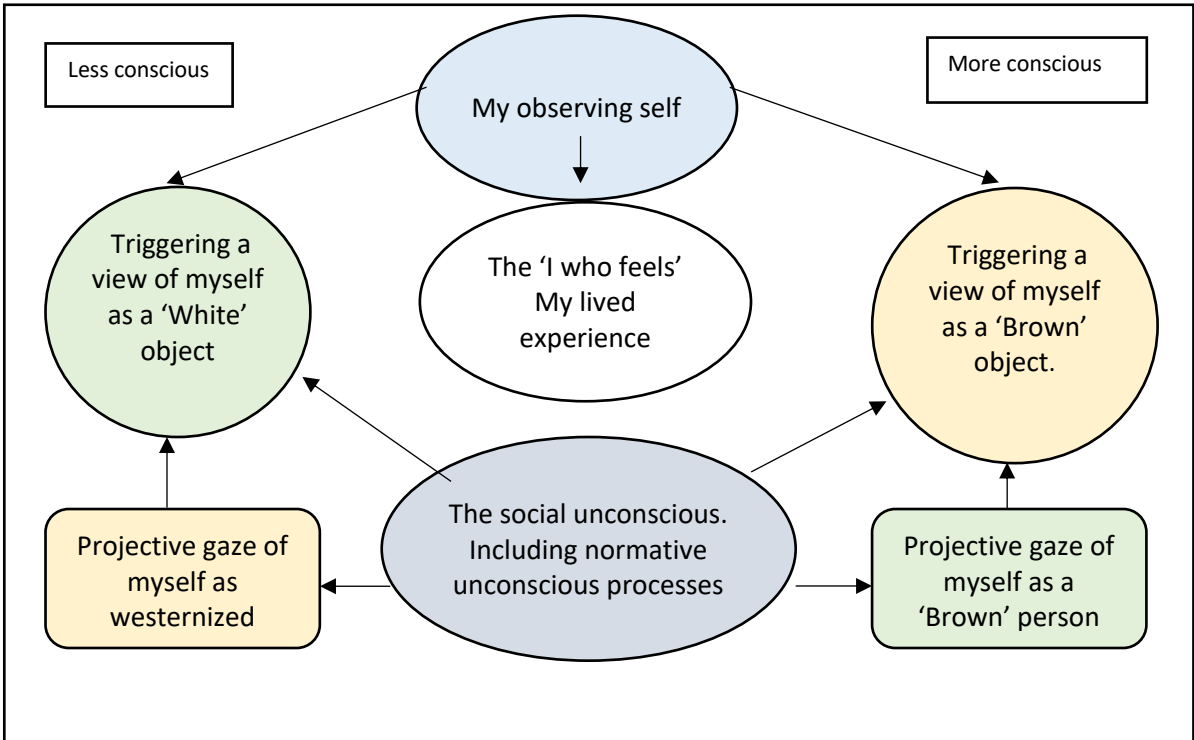 Less conscious
More conscious
My observing self
Triggering a
view of myself
as a ‘White’
object
The ‘I who feels’
My lived
experience
Triggering a
view of myself
as a ‘Brown’
object.
Projective gaze of
myself as
westernized
The social unconscious.
Including normative
unconscious processes
Projective gaze of
myself as a
‘Brown’ person